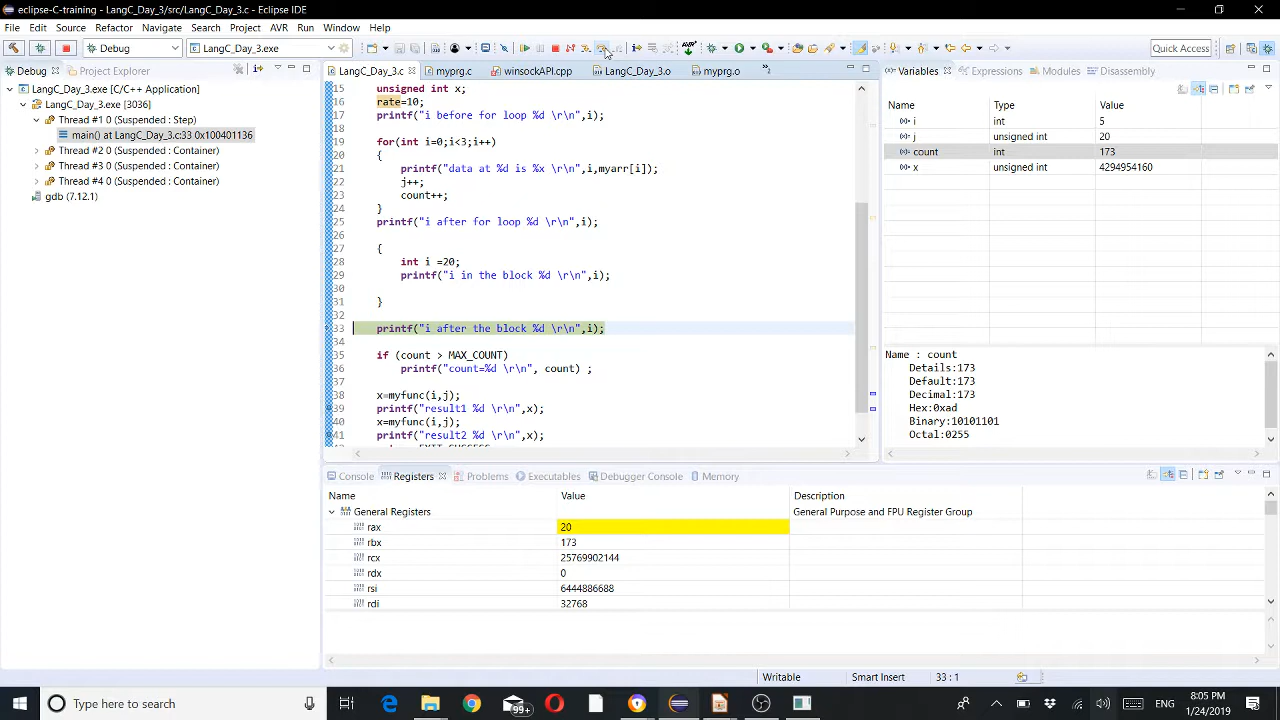 eclipse-C-training - LangC_Day_3/src/LangC_Day_3.c - Eclipse IDE
File Edit Source Refactor Navigate Search Project AVR Run Window Help
Debug LangC_Day_3.exe Quick Access
Debug Project Explorer
LangC_Day_3.exe [C/C++ Application]
LangC_Day_3.exe [3036]
Thread #1 0 (Suspended : Step)
main() at LangC_Day_3.c:33 0x100401136
Thread #2 0 (Suspended : Container)
Thread #3 0 (Suspended : Container)
Thread #4 0 (Suspended : Container)
gdb (7.12.1)
LangC_Day_3.c myprg.c winsockAPI.cpp LangC_Day_3.o myprg.o
15 unsigned int x;
16 rate=10;
17 printf("i before for loop %d \r\n",i);
18
19 for(int i=0;i<3;i++)
20 {
21 printf("data at %d is %x \r\n",i,myarr[i]);
22 j++;
23 count++;
24 }
25 printf("i after for loop %d \r\n",i);
26
27 {
28 int i =20;
29 printf("i in the block %d \r\n",i);
30
31 }
32
33 printf("i after the block %d \r\n",i);
34
35 if (count > MAX_COUNT)
36 printf("count=%d \r\n", count) ;
37
38 x=myfunc(i,j);
39 printf("result1 %d \r\n",x);
40 x=myfunc(i,j);
41 printf("result2 %d \r\n",x);
Variables Expressions Modules Disassembly
Name Type Value
i int 5
j unsigned int 20
count int 173
x unsigned int 4294954160
Name : count
Details:173
Default:173
Decimal:173
Hex:0xad
Binary:10101101
Octal:0255
Console Registers Problems Executables Debugger Console Memory
Name Value Description
General Registers General Purpose and FPU Register Group
rax 20
rbx 173
rcx 25769902144
rdx 0
rsi 6444886688
rdi 32768
Writable Smart Insert 33 : 1
Type here to search
99+
ENG
8:05 PM
1/24/2019